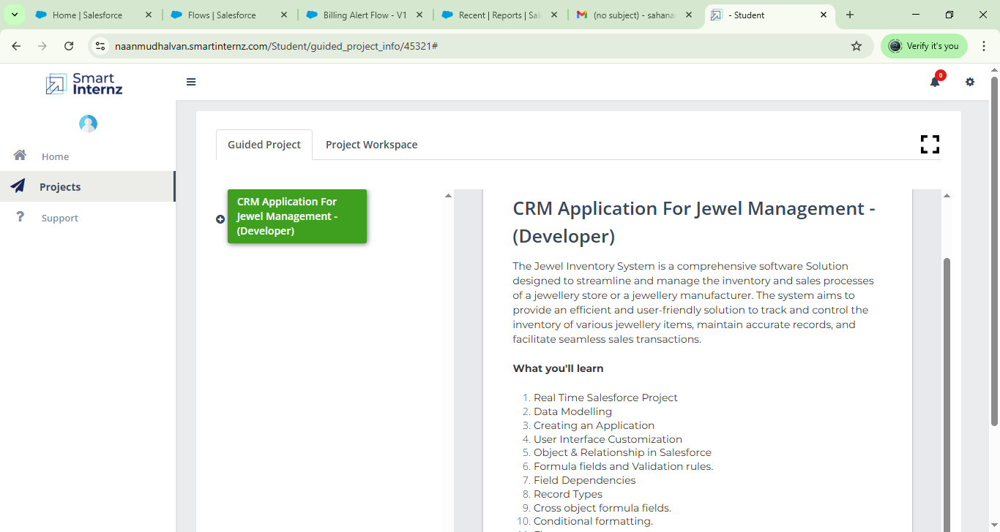 Home | Salesforce
Flows | Salesforce
Billing Alert Flow - V1
Recent | Reports | Sale
(no subject) - sahana
- Student
naanmudhalvan.smartinternz.com/Student/guided_project_info/45321#
Verify it's you
Smart
Internz
0
Home
Projects
Support
Guided Project
Project Workspace
CRM Application For
Jewel Management -
(Developer)
CRM Application For Jewel Management -
(Developer)
The Jewel Inventory System is a comprehensive software Solution
designed to streamline and manage the inventory and sales processes
of a jewellery store or a jewellery manufacturer. The system aims to
provide an efficient and user-friendly solution to track and control the
inventory of various jewellery items, maintain accurate records, and
facilitate seamless sales transactions.
What you'll learn
1. Real Time Salesforce Project
2. Data Modelling
3. Creating an Application
4. User Interface Customization
5. Object & Relationship in Salesforce
6. Formula fields and Validation rules.
7. Field Dependencies
8. Record Types
9. Cross object formula fields.
10. Conditional formatting.